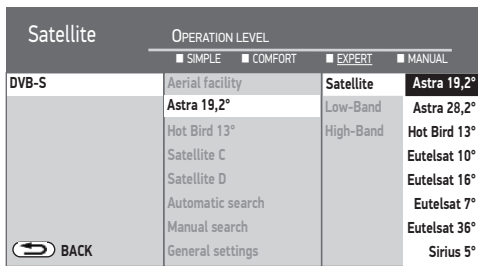 Satellite
OPERATION LEVEL
SIMPLE COMFORT EXPERT MANUAL
DVB-S Aerial facility Satellite Astra 19,2°
Astra 19,2° Low-Band Astra 28,2°
Hot Bird 13° High-Band Hot Bird 13°
Satellite C Eutelsat 10°
Satellite D Eutelsat 16°
Automatic search Eutelsat 7°
Manual search Eutelsat 36°
BACK General settings Sirius 5°